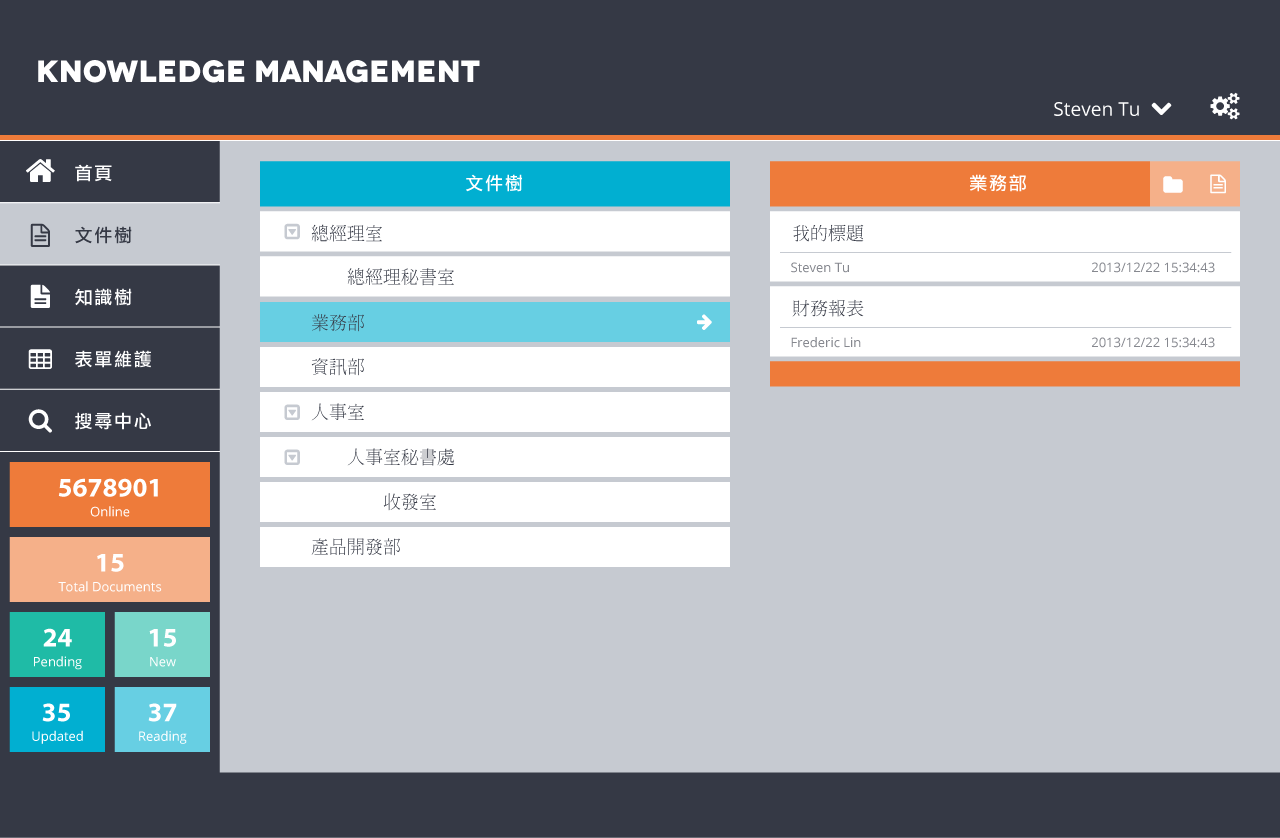 KNOWLEDGE MANAGEMENT
Steven Tu
首頁
文件樹
知識樹
表單維護
搜尋中心
5678901
Online
15
Total Documents
24
Pending
15
New
35
Updated
37
Reading
文件樹
總經理室
總經理秘書室
業務部
資訊部
人事室
人事室秘書處
收發室
產品開發部
業務部
我的標題
Steven Tu 2013/12/22 15:34:43
財務報表
Frederic Lin 2013/12/22 15:34:43